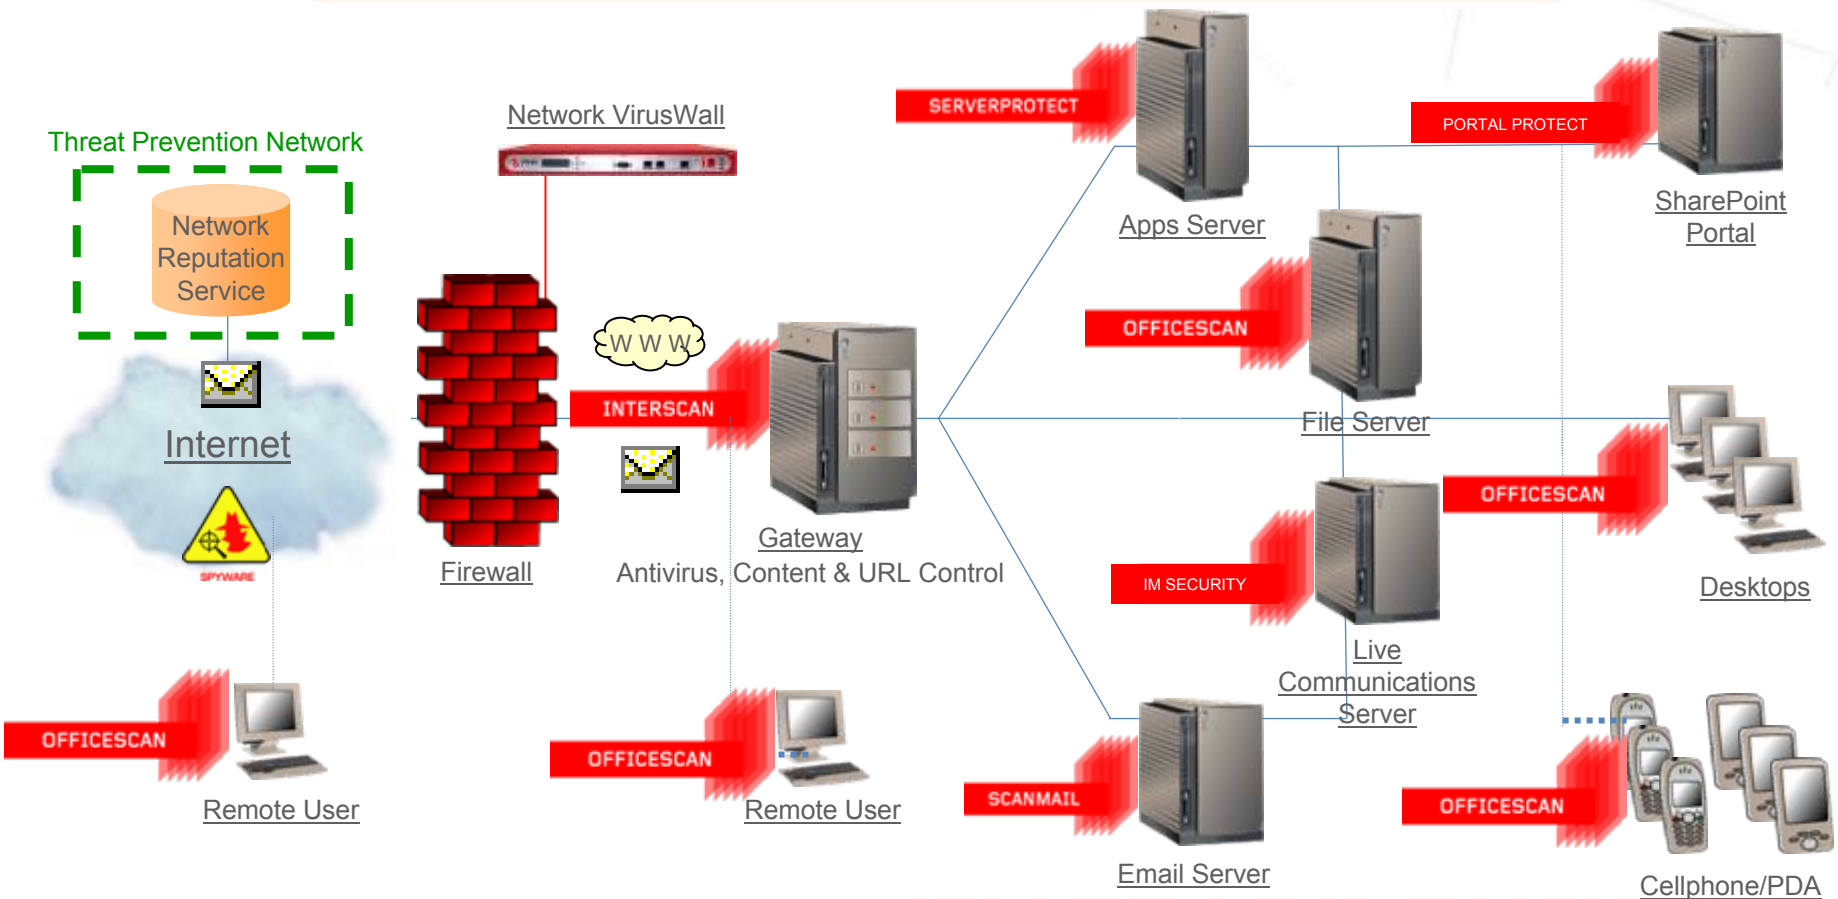 SERVERPROTECT
Network VirusWall
PORTAL PROTECT
Threat Prevention Network
SharePoint
Portal
Network
Reputation
Service
Apps Server
OFFICESCAN
W W W
INTERSCAN
File Server
Internet
OFFICESCAN
Gateway
Firewall
Antivirus, Content & URL Control
SPYWARE
IM SECURITY
Desktops
Live
Communications
Server
OFFICESCAN
OFFICESCAN
Remote User
Remote User
SCANMAIL
OFFICESCAN
Email Server
Cellphone/PDA